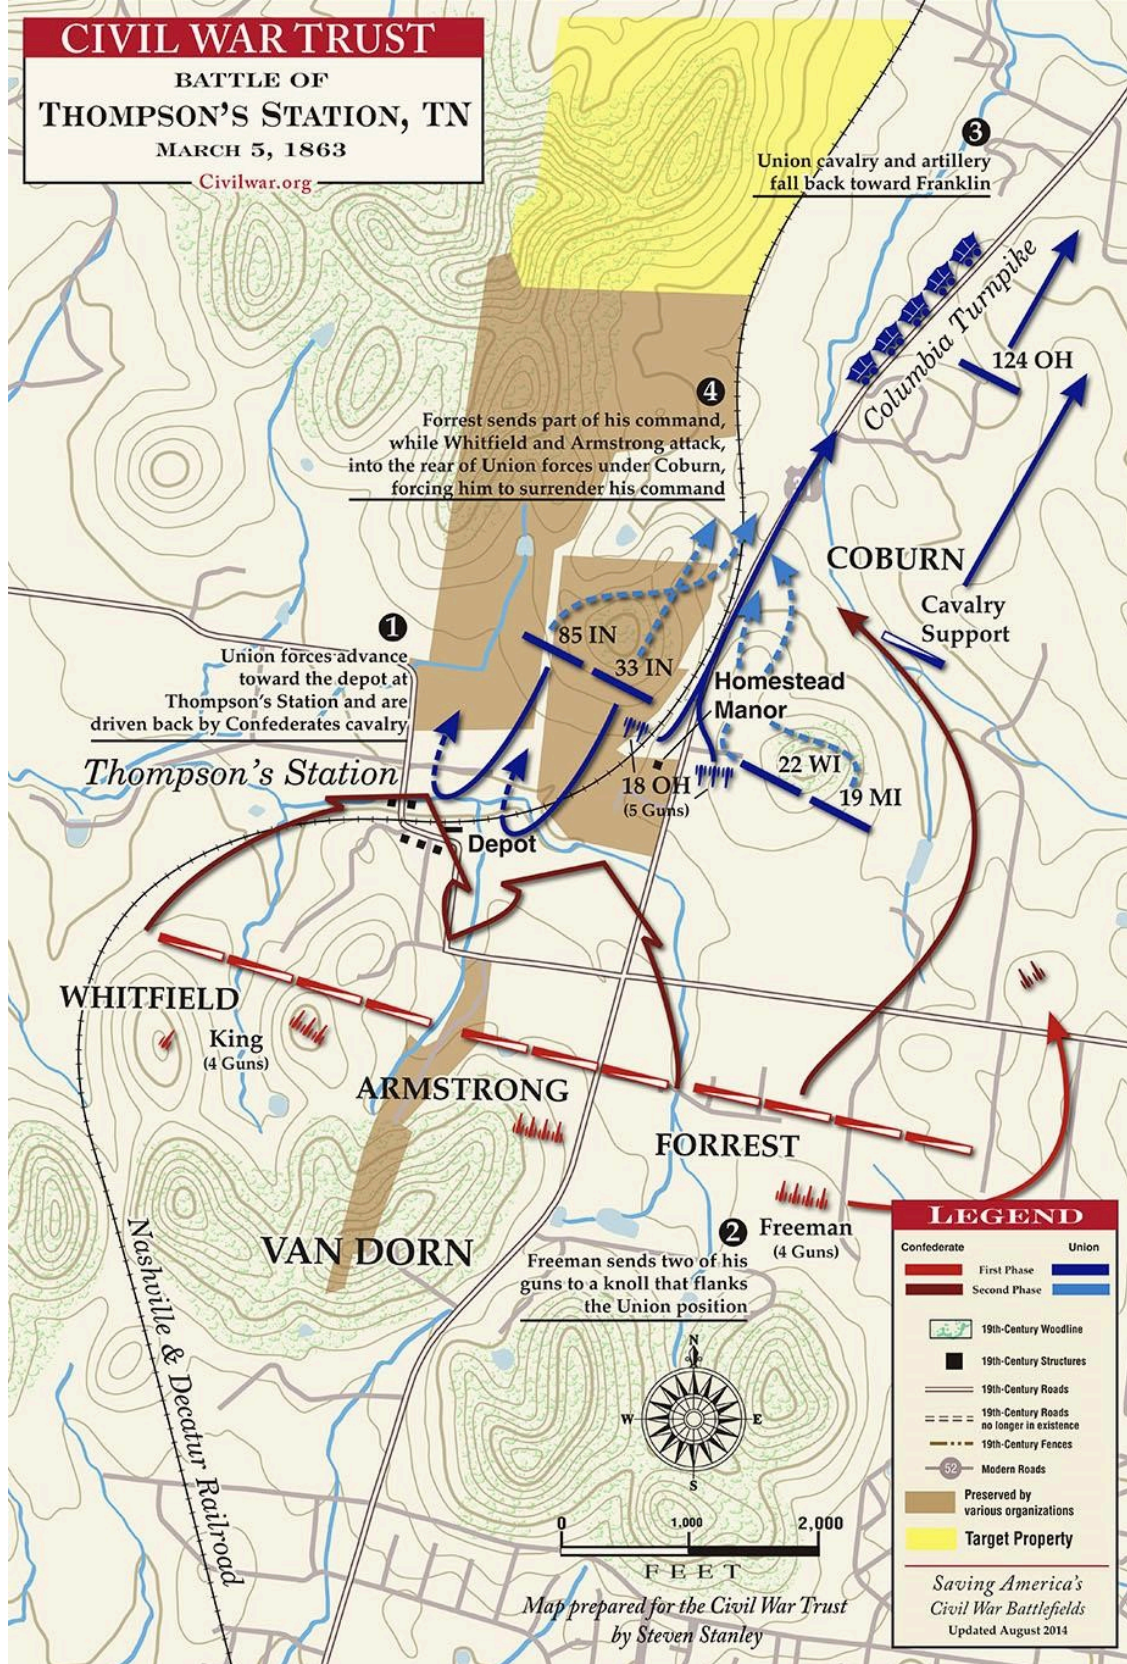 CIVIL WAR TRUST
BATTLE OF
THOMPSON'S STATION, TN
MARCH 5, 1863
Civilwar.org
3
Union cavalry and artillery
fall back toward Franklin
Columbia Turnpike
124 OH
4
Forrest sends part of his command,
while Whitfield and Armstrong attack,
into the rear of Union forces under Coburn,
forcing him to surrender his command
COBURN
Cavalry
Support
1
Union forces advance
toward the depot at
Thompson's Station and are
driven back by Confederates cavalry
85 IN
33 IN
Homestead
Manor
Thompson's Station
18 OH
(5 Guns)
22 WI
19 MI
Depot
WHITFIELD
King
(4 Guns)
ARMSTRONG
FORREST
Freeman
(4 Guns)
VAN DORN
2
Freeman sends two of his
guns to a knoll that flanks
the Union position
Nashville & Decatur Railroad
N
W
E
S
0
1,000
2,000
FEET
Map prepared for the Civil War Trust
by Steven Stanley
LEGEND
Confederate
Union
First Phase
Second Phase
19th-Century Woodline
19th-Century Structures
19th-Century Roads
19th-Century Roads
no longer in existence
19th-Century Fences
52
Modern Roads
Preserved by
various organizations
Target Property
Saving America's
Civil War Battlefields
Updated August 2014